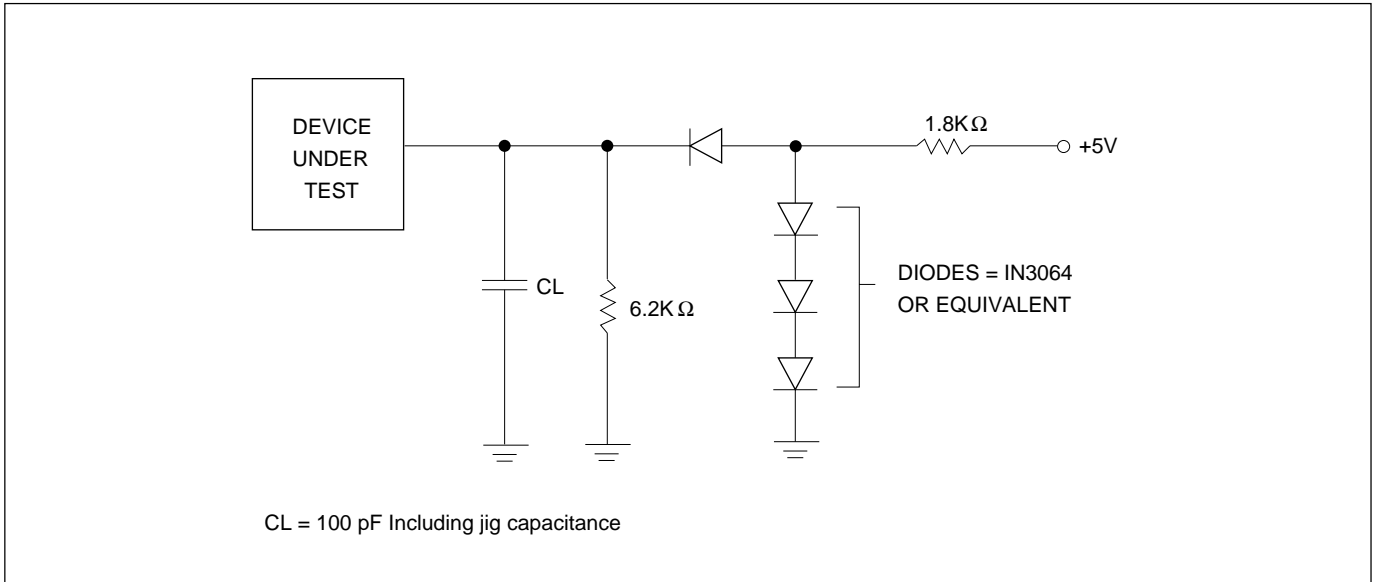 DEVICE
UNDER
TEST
1.8KΩ
+5V
CL
6.2KΩ
DIODES = IN3064
OR EQUIVALENT
CL = 100 pF Including jig capacitance